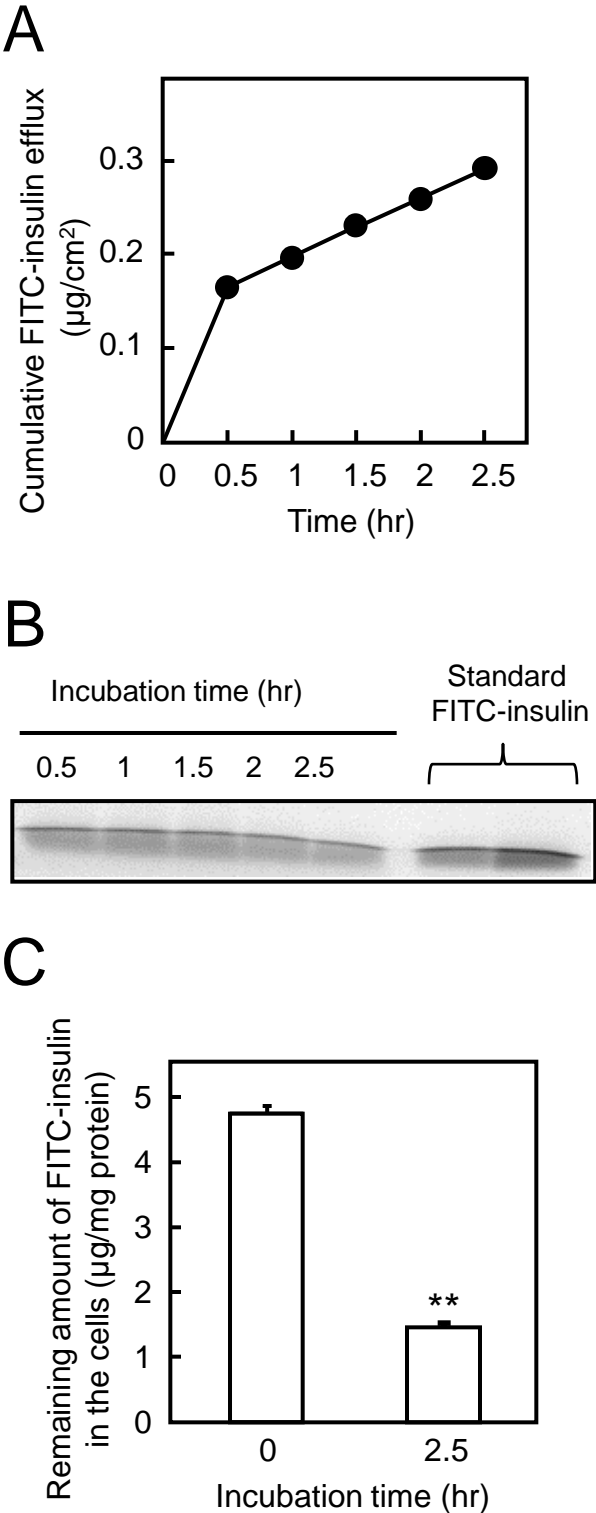 A
Cumulative FITC-insulin efflux
(µg/cm²)
0.3
0.2
0.1
0
0 0.5 1 1.5 2 2.5
Time (hr)
B
Incubation time (hr)
Standard
FITC-insulin
0.5 1 1.5 2 2.5
C
Remaining amount of FITC-insulin
in the cells (µg/mg protein)
5
4
3
2
1
0
**
0 2.5
Incubation time (hr)